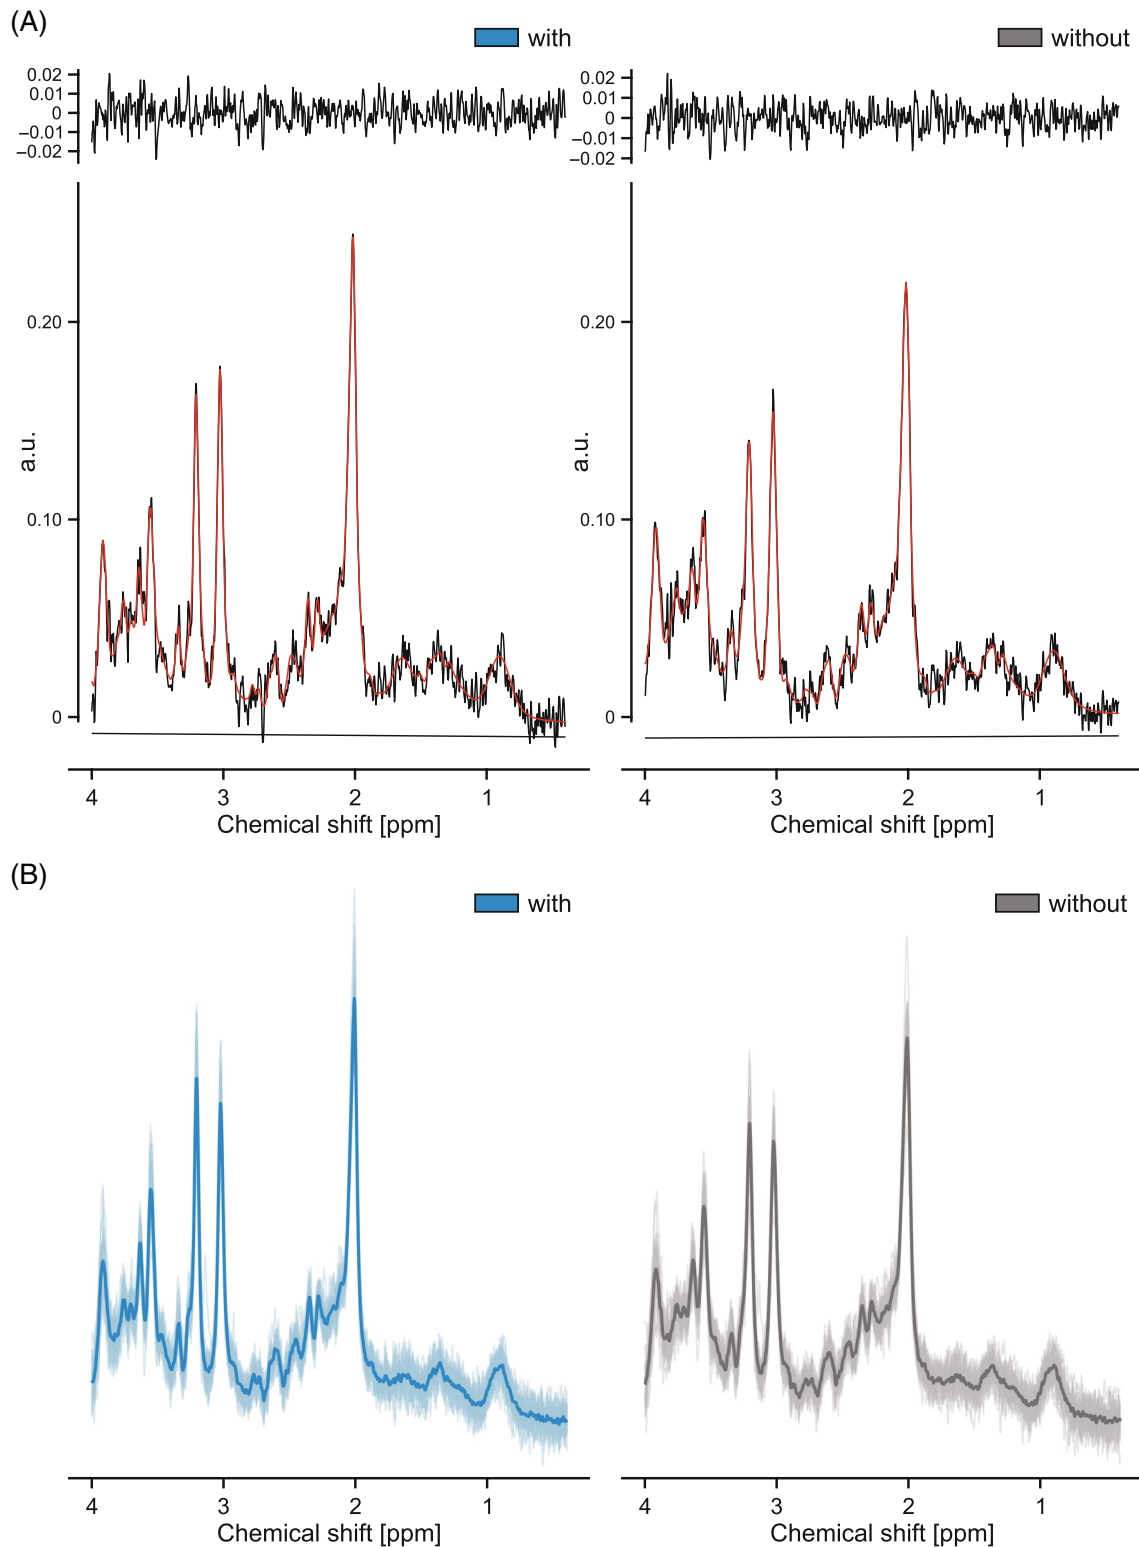 (A)
with
without
0.02
0.01
0
−0.01
−0.02
0.02
0.01
0
−0.01
−0.02
a.u.
0.20
0.10
0
a.u.
0.20
0.10
0
4 3 2 1
Chemical shift [ppm]
4 3 2 1
Chemical shift [ppm]
(B)
with
without
4 3 2 1
Chemical shift [ppm]
4 3 2 1
Chemical shift [ppm]